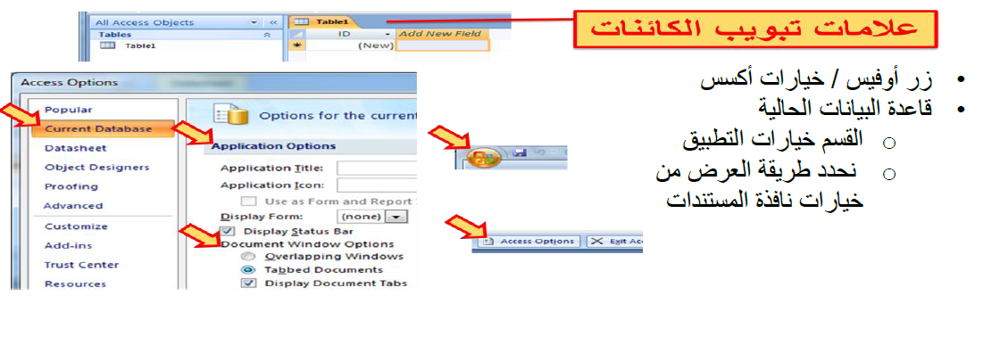 All Access Objects
Tables
Table1
Table1
ID
Add New Field
(New)
علامات تبويب الكائنات
زر أوفيس / خيارات أكسس
قاعدة البيانات الحالية
القسم خيارات التطبيق
نحدد طريقة العرض من
خيارات نافذة المستندات
Access Options
Popular
Current Database
Datasheet
Object Designers
Proofing
Advanced
Customize
Add-ins
Trust Center
Resources
Options for the current
Application Options
Application Title:
Application Icon:
Use as Form and Report
Display Form:
(none)
Display Status Bar
Document Window Options
Overlapping Windows
Tabbed Documents
Display Document Tabs
Access Options
Exit Ac